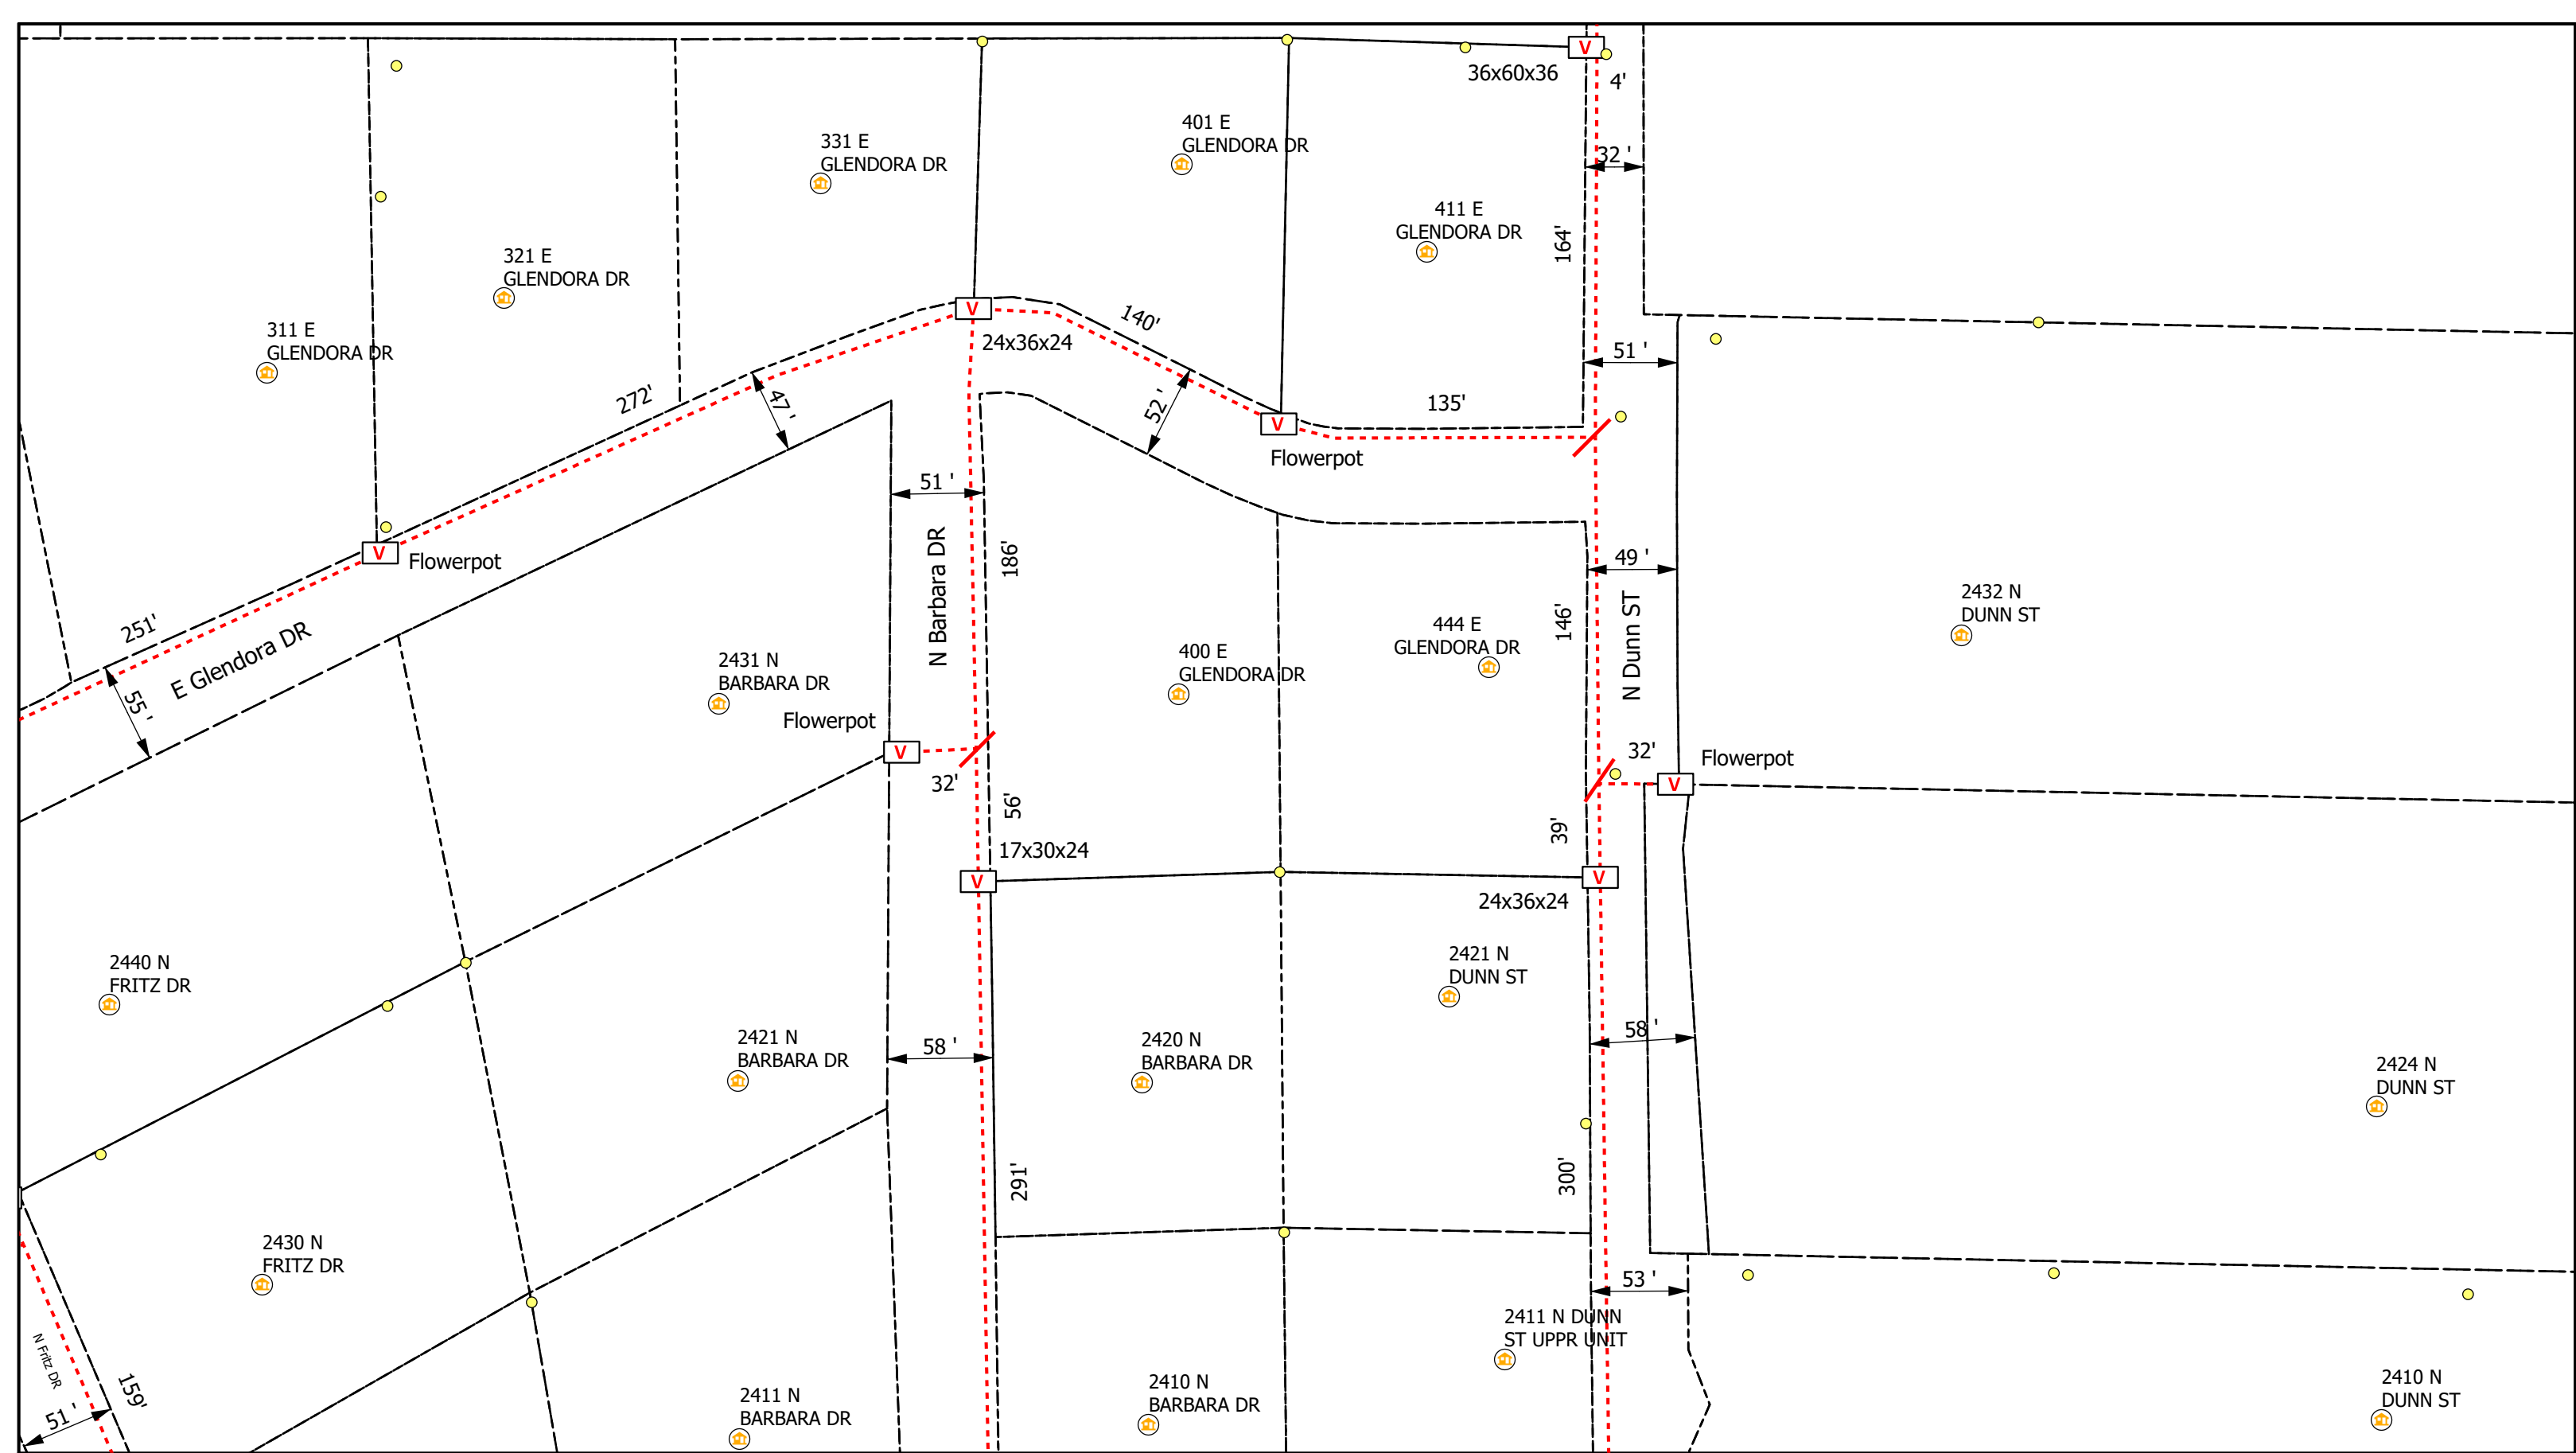 V
36x60x36
4'
401 E
GLENDORA DR
331 E
GLENDORA DR
32 '
411 E
GLENDORA DR
164'
321 E
GLENDORA DR
311 E
GLENDORA DR
V
24x36x24
140'
51 '
272'
47 '
52 '
135'
V
Flowerpot
51 '
V
Flowerpot
N Barbara DR
186'
49 '
251'
E Glendora DR
55 '
2431 N
BARBARA DR
Flowerpot
V
32'
400 E
GLENDORA DR
444 E
GLENDORA DR
146'
N Dunn ST
2432 N
DUNN ST
32'
Flowerpot
V
56'
39'
17x30x24
V
V
24x36x24
2440 N
FRITZ DR
2421 N
DUNN ST
2421 N
BARBARA DR
58 '
2420 N
BARBARA DR
58 '
2424 N
DUNN ST
291'
300'
2430 N
FRITZ DR
53 '
2411 N DUNN
ST UPPR UNIT
N Fritz DR
159'
51 '
2411 N
BARBARA DR
2410 N
BARBARA DR
2410 N
DUNN ST